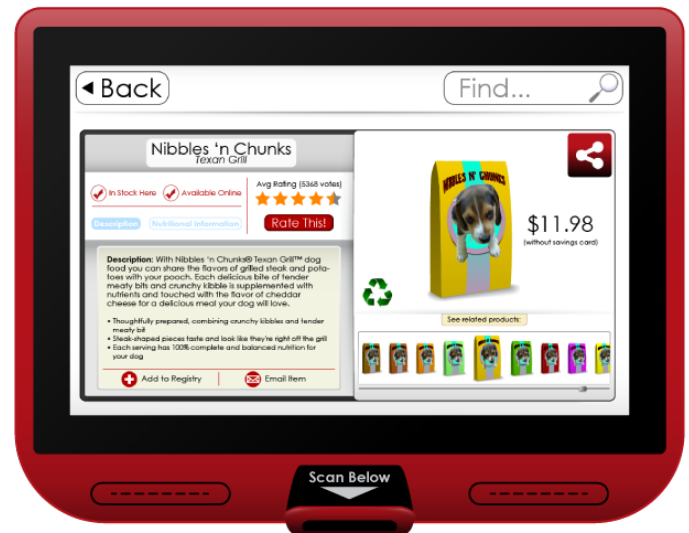 Back
Find...
Nibbles 'n Chunks
Texan Grill
In Stock Here
Available Online
Avg Rating (5368 votes)
Description
Nutritional Information
Rate This!
Description: With Nibbles 'n Chunks® Texan Grill™ dog
food you can share the flavors of grilled steak and pota-
toes with your pooch. Each delicious bite of tender
meaty bits and crunchy kibble is supplemented with
nutrients and touched with the flavor of cheddar
cheese for a delicious meal your dog will love.
• Thoughtfully prepared, combining crunchy kibbles and tender
meaty bit
• Steak-shaped pieces taste and look like they're right off the grill
• Each serving has 100% complete and balanced nutrition for
your dog
Add to Registry
Email Item
NIBBLES N' CHUNKS
$11.98
(without savings card)
See related products:
Scan Below